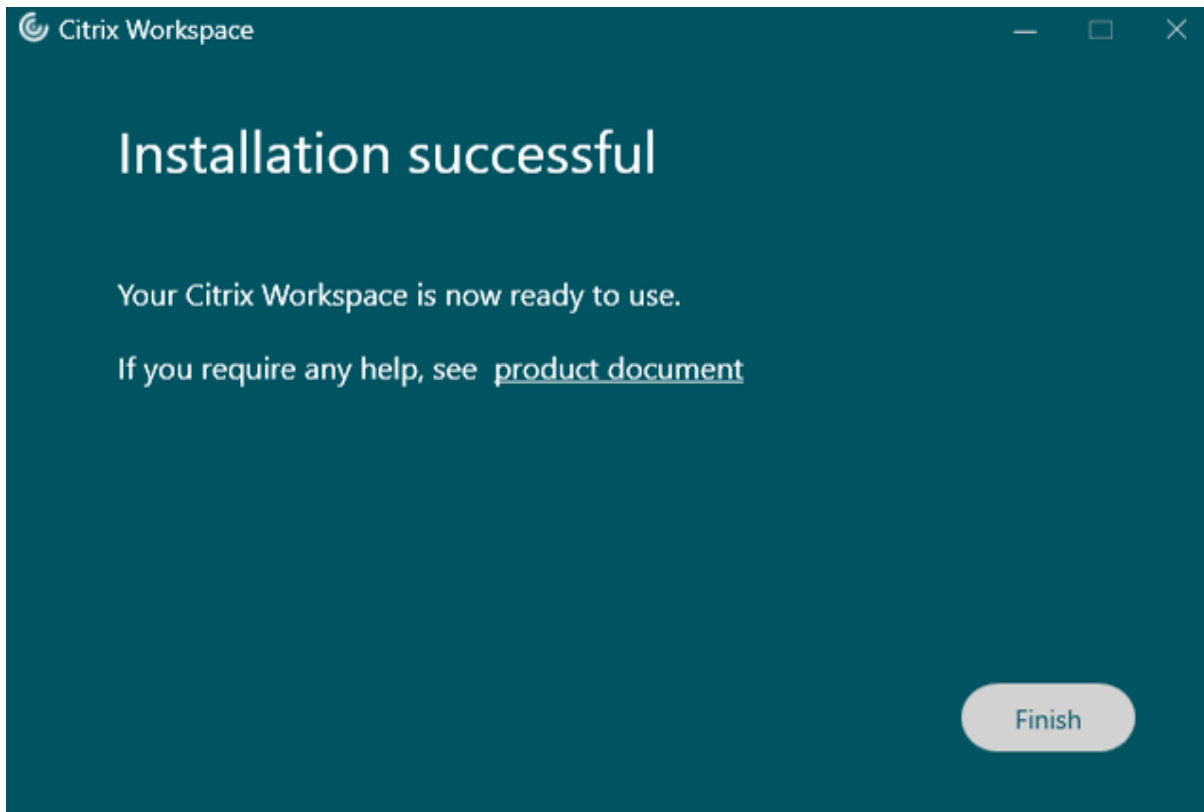 Citrix Workspace
Installation successful
Your Citrix Workspace is now ready to use.
If you require any help, see product document
Finish